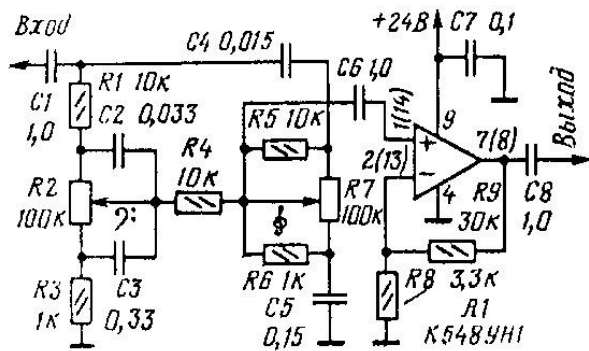 Вход
C4 0,015
+24В
C7 0,1
R1 10к
C1
1,0
C2 0,033
C6 1,0
1(14)
9
7(8)
Выход
R5 10к
R4
10к
2(13)
+
−
4
R9
30к
C8
1,0
R2
100к
R7
100к
R6 1к
R3
1к
C3
0,33
C5
0,15
R8
3,3к
А1
К548УН1